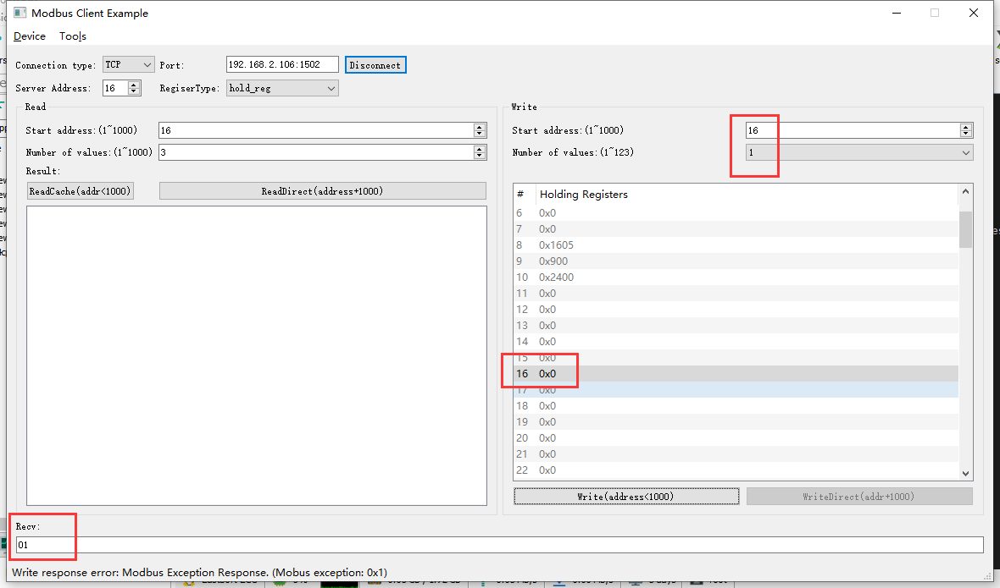 Modbus Client Example
Device Tools
Connection type: TCP Port: 192.168.2.106:1502 Disconnect
Server Address: 16 RegiserType: hold_reg
Read
Start address:(1~1000) 16
Number of values:(1~1000) 3
Result:
ReadCache(addr<1000) ReadDirect(address+1000)
Write
Start address:(1~1000) 16
Number of values:(1~123) 1
# Holding Registers
6 0x0
7 0x0
8 0x1605
9 0x900
10 0x2400
11 0x0
12 0x0
13 0x0
14 0x0
15 0x0
16 0x0
17 0x0
18 0x0
19 0x0
20 0x0
21 0x0
22 0x0
Write(address<1000) WriteDirect(addr+1000)
Recv:
01
Write response error: Modbus Exception Response. (Mobus exception: 0x1)